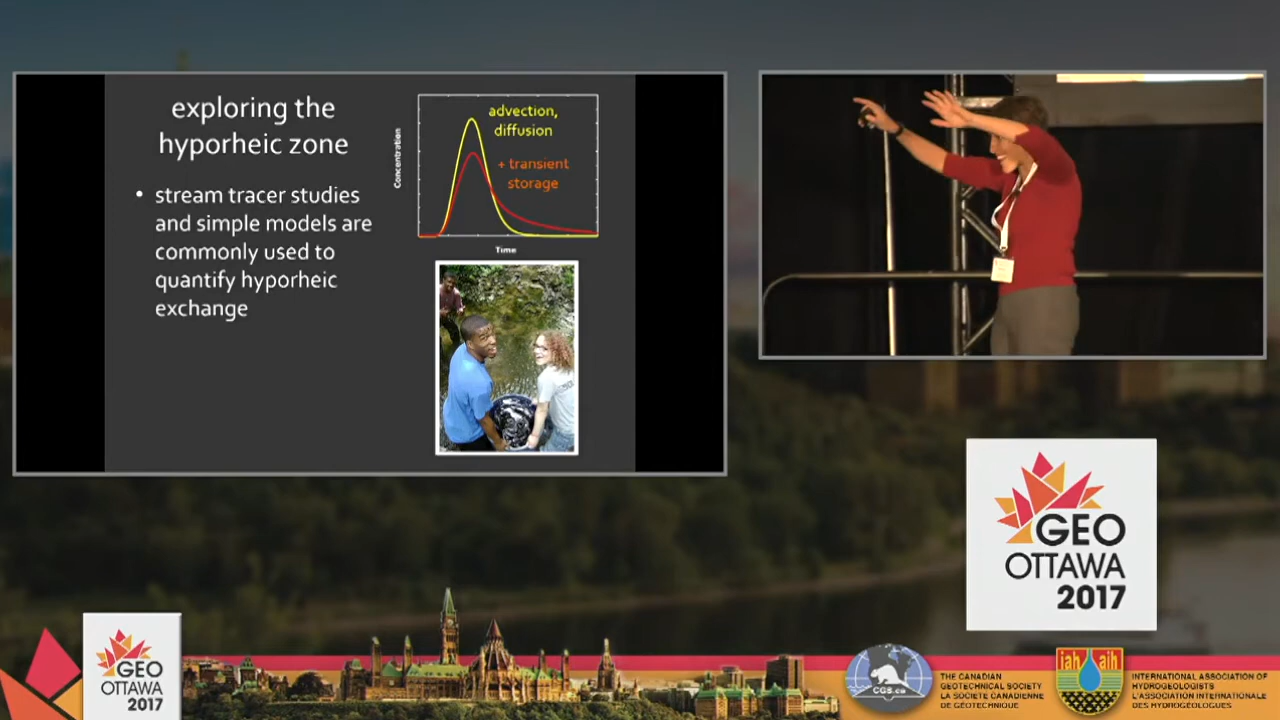 exploring the
hyporheic zone
• stream tracer studies
and simple models are
commonly used to
quantify hyporheic
exchange
Concentration
advection,
diffusion
+ transient
storage
Time
GEO
OTTAWA
2017
GEO
OTTAWA
2017
CGS.ca
THE CANADIAN
GEOTECHNICAL SOCIETY
LA SOCIÉTÉ CANADIENNE
DE GÉOTECHNIQUE
iah aih
INTERNATIONAL ASSOCIATION OF
HYDROGEOLOGISTS
L'ASSOCIATION INTERNATIONALE
DES HYDROGÉOLOGUES